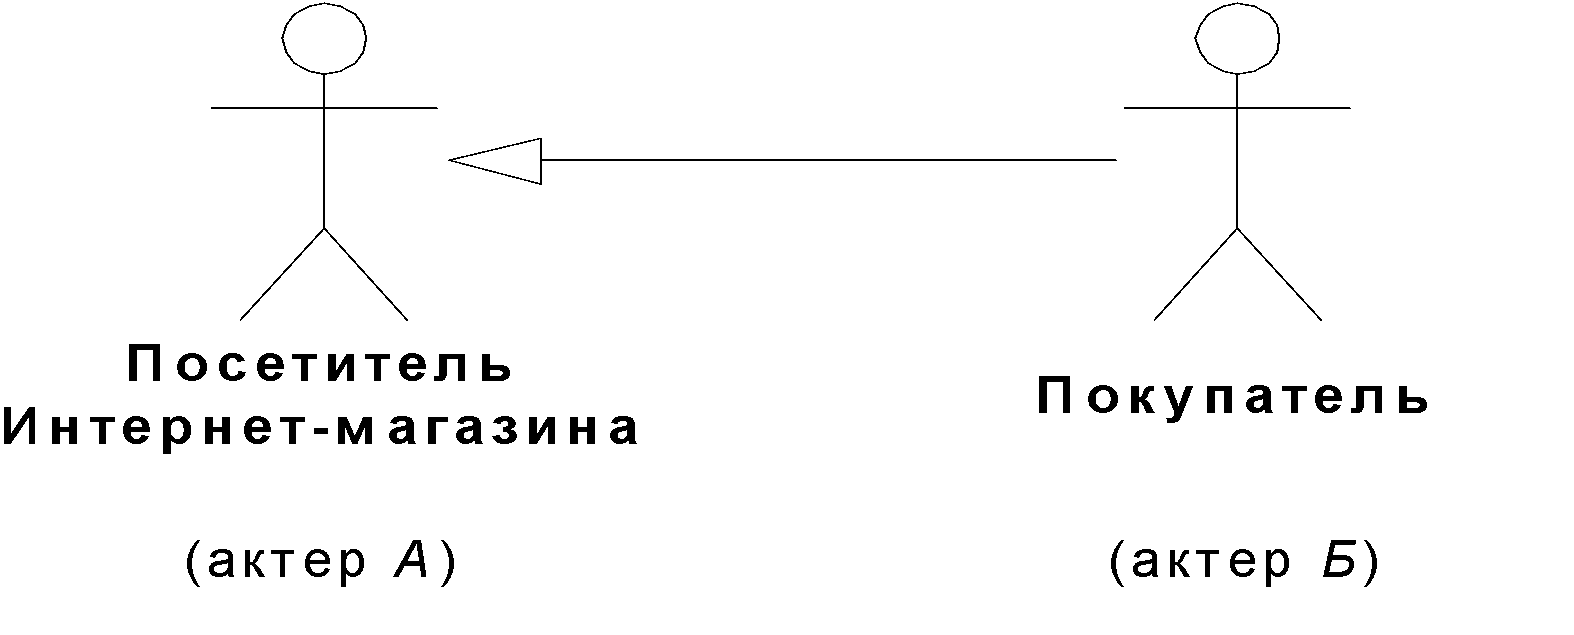 Посетитель
Интернет-магазина
Покупатель
(актер А)
(актер Б)